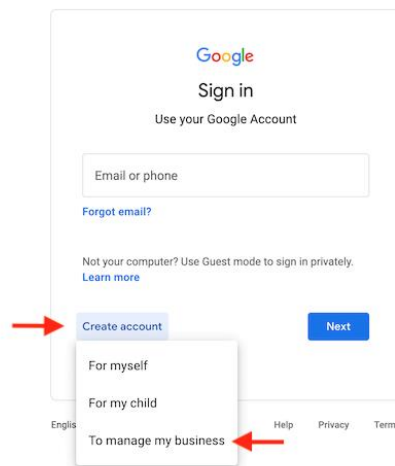 Google
Sign in
Use your Google Account
Email or phone
Forgot email?
Not your computer? Use Guest mode to sign in privately.
Learn more
Create account
Next
For myself
For my child
To manage my business
Help Privacy